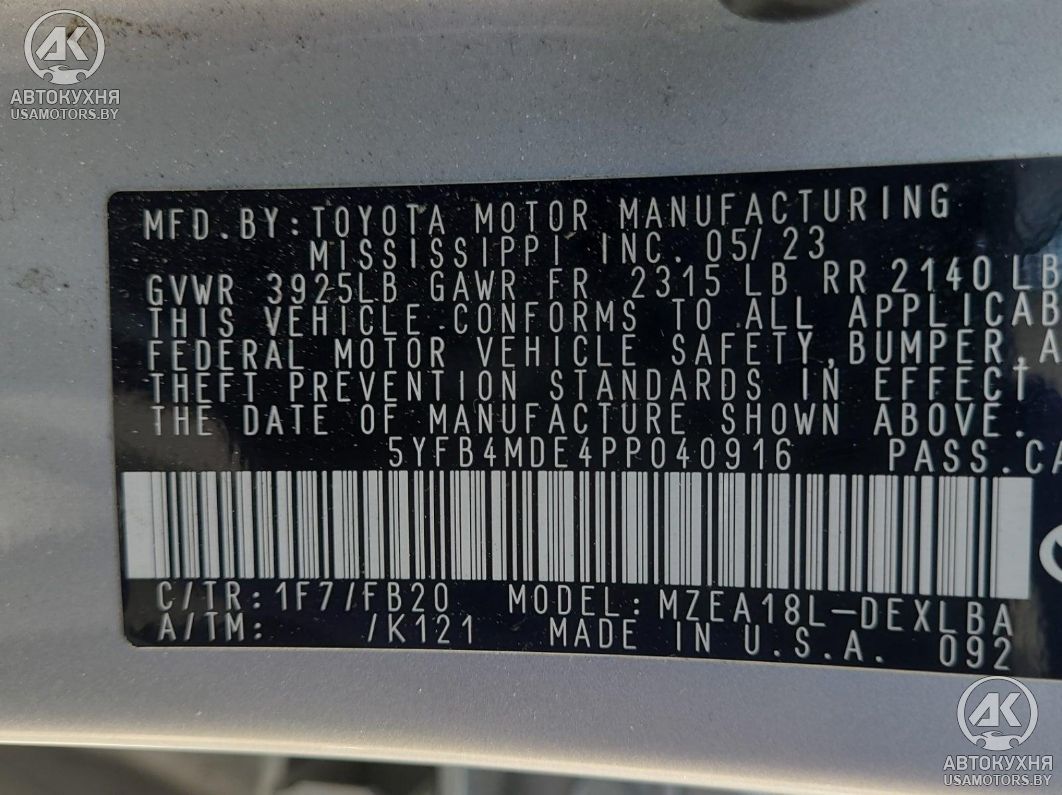 AK
АВТОКУХНЯ
USAMOTORS.BY
MFD.BY:TOYOTA MOTOR MANUFACTURING
MISSISSIPPI INC. 05/23
GVWR 3925LB GAWR FR 2315 LB RR 2140 LB
THIS VEHICLE CONFORMS TO ALL APPLICAB
FEDERAL MOTOR VEHICLE SAFETY, BUMPER, A
THEFT PREVENTION STANDARDS IN EFFECT
THE DATE OF MANUFACTURE SHOWN ABOVE.
5YFB4MDE4PP040916 PASS.CA
C/TR:1F7/FB20 MODEL:MZEA18L-DEXLBA
A/TM: /K121 MADE IN U.S.A. 092
AK
АВТОКУХНЯ
USAMOTORS.BY